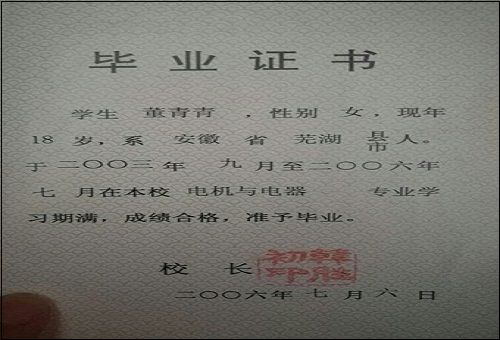 毕业证书
学生 董青青 ，性别 女，现年
18 岁，系 安徽 省 芜湖 县市 人。
于二〇〇三年 九 月至二〇〇六年
七 月在本校 电机与电器 专业学
习期满，成绩合格，准予毕业。
校 长
二〇〇六年 七 月 六 日